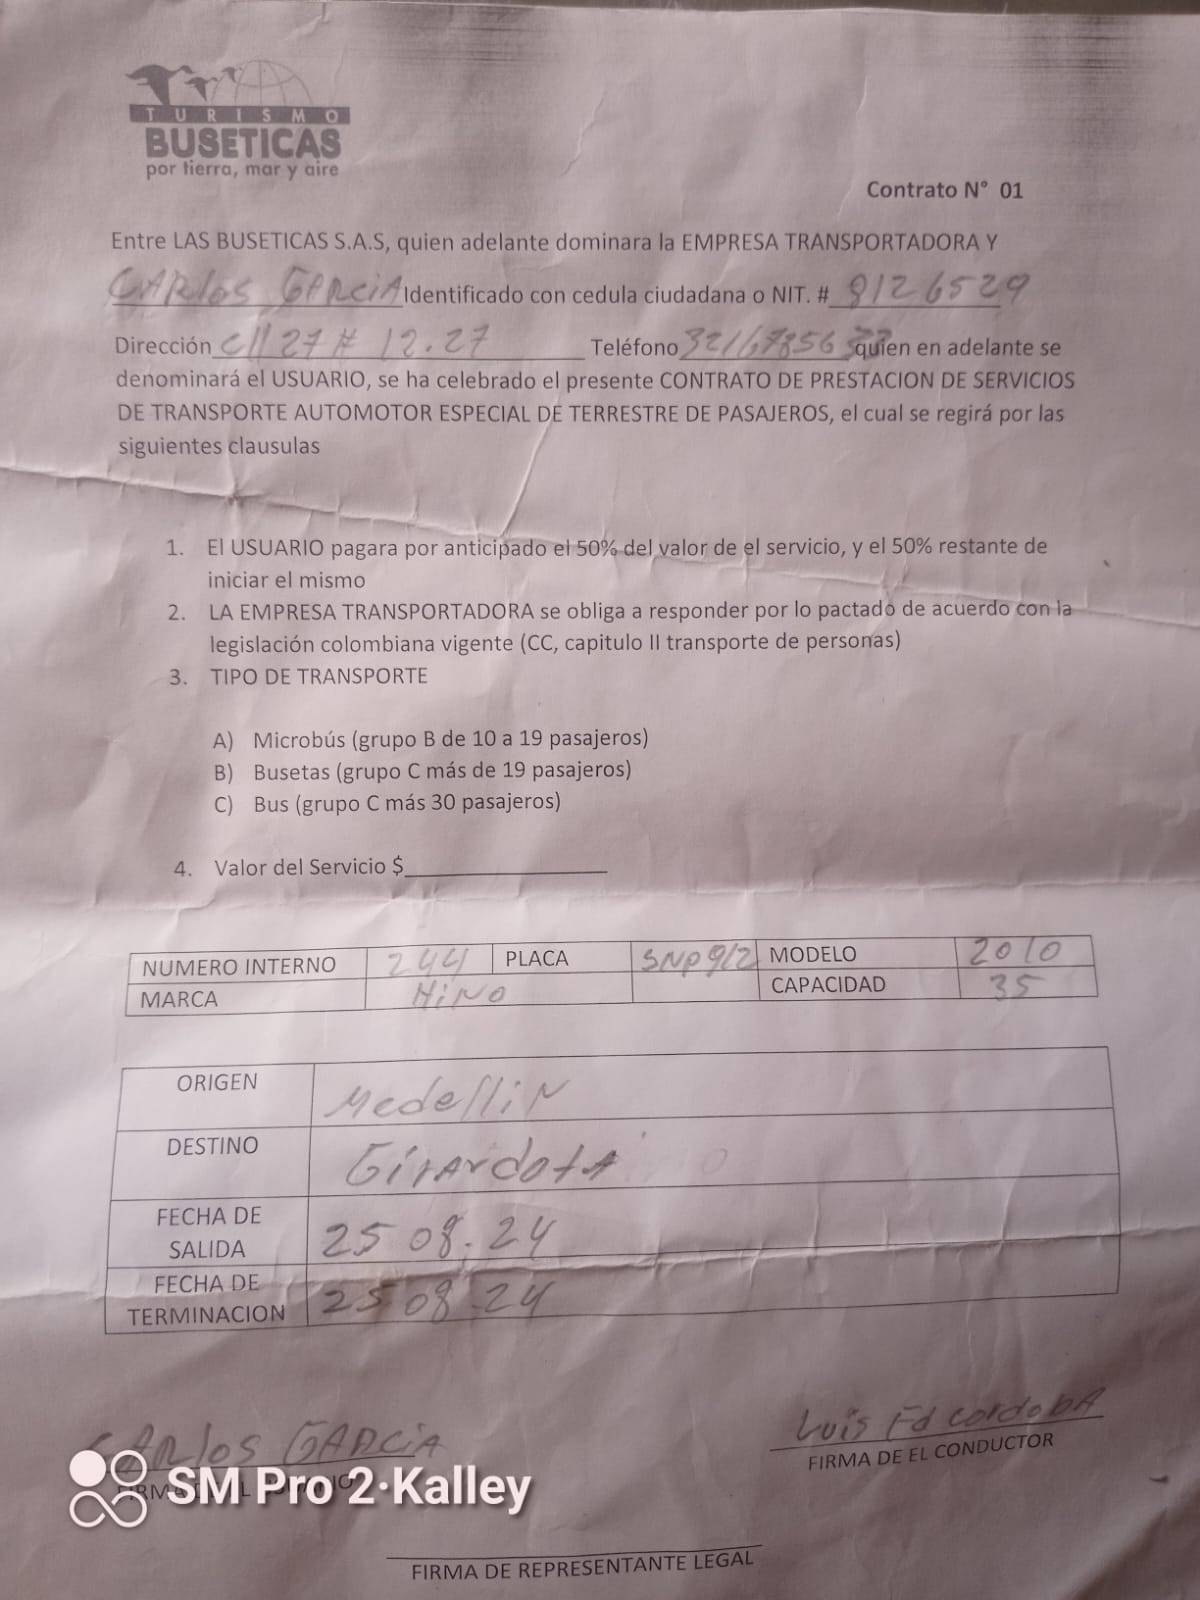 TURISMO
BUSETICAS
por tierra, mar y aire
Contrato N° 01
Entre LAS BUSETICAS S.A.S, quien adelante dominara la EMPRESA TRANSPORTADORA Y
CARlos GARCIA Identificado con cedula ciudadana o NIT. # 8126529
Dirección Cll 27 # 12.27 Teléfono quien en adelante se
denominará el USUARIO, se ha celebrado el presente CONTRATO DE PRESTACION DE SERVICIOS
DE TRANSPORTE AUTOMOTOR ESPECIAL DE TERRESTRE DE PASAJEROS, el cual se regirá por las
siguientes clausulas
1. El USUARIO pagara por anticipado el 50% del valor de el servicio, y el 50% restante de
iniciar el mismo
2. LA EMPRESA TRANSPORTADORA se obliga a responder por lo pactado de acuerdo con la
legislación colombiana vigente (CC, capitulo II transporte de personas)
3. TIPO DE TRANSPORTE
A) Microbús (grupo B de 10 a 19 pasajeros)
B) Busetas (grupo C más de 19 pasajeros)
C) Bus (grupo C más 30 pasajeros)
4. Valor del Servicio $
NUMERO INTERNO 244 PLACA SNP912 MODELO 2010
MARCA HINO CAPACIDAD 35
ORIGEN Medellin
DESTINO Girardota
FECHA DE
SALIDA 25 08.24
FECHA DE
TERMINACION 25 08.24
CARlos GARCIA Luis Ed cordobA
FIRMA DE EL CONDUCTOR
SM Pro 2·Kalley
FIRMA DE REPRESENTANTE LEGAL